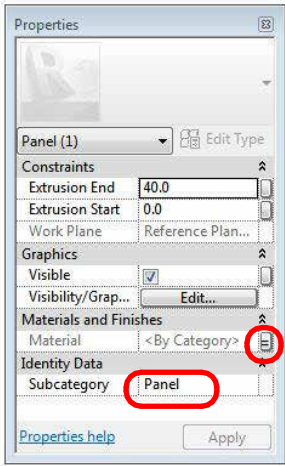 Properties
Panel (1) Edit Type
Constraints
Extrusion End 40.0
Extrusion Start 0.0
Work Plane Reference Plan...
Graphics
Visible
Visibility/Grap... Edit...
Materials and Finishes
Material <By Category> =
Identity Data
Subcategory Panel
Properties help Apply